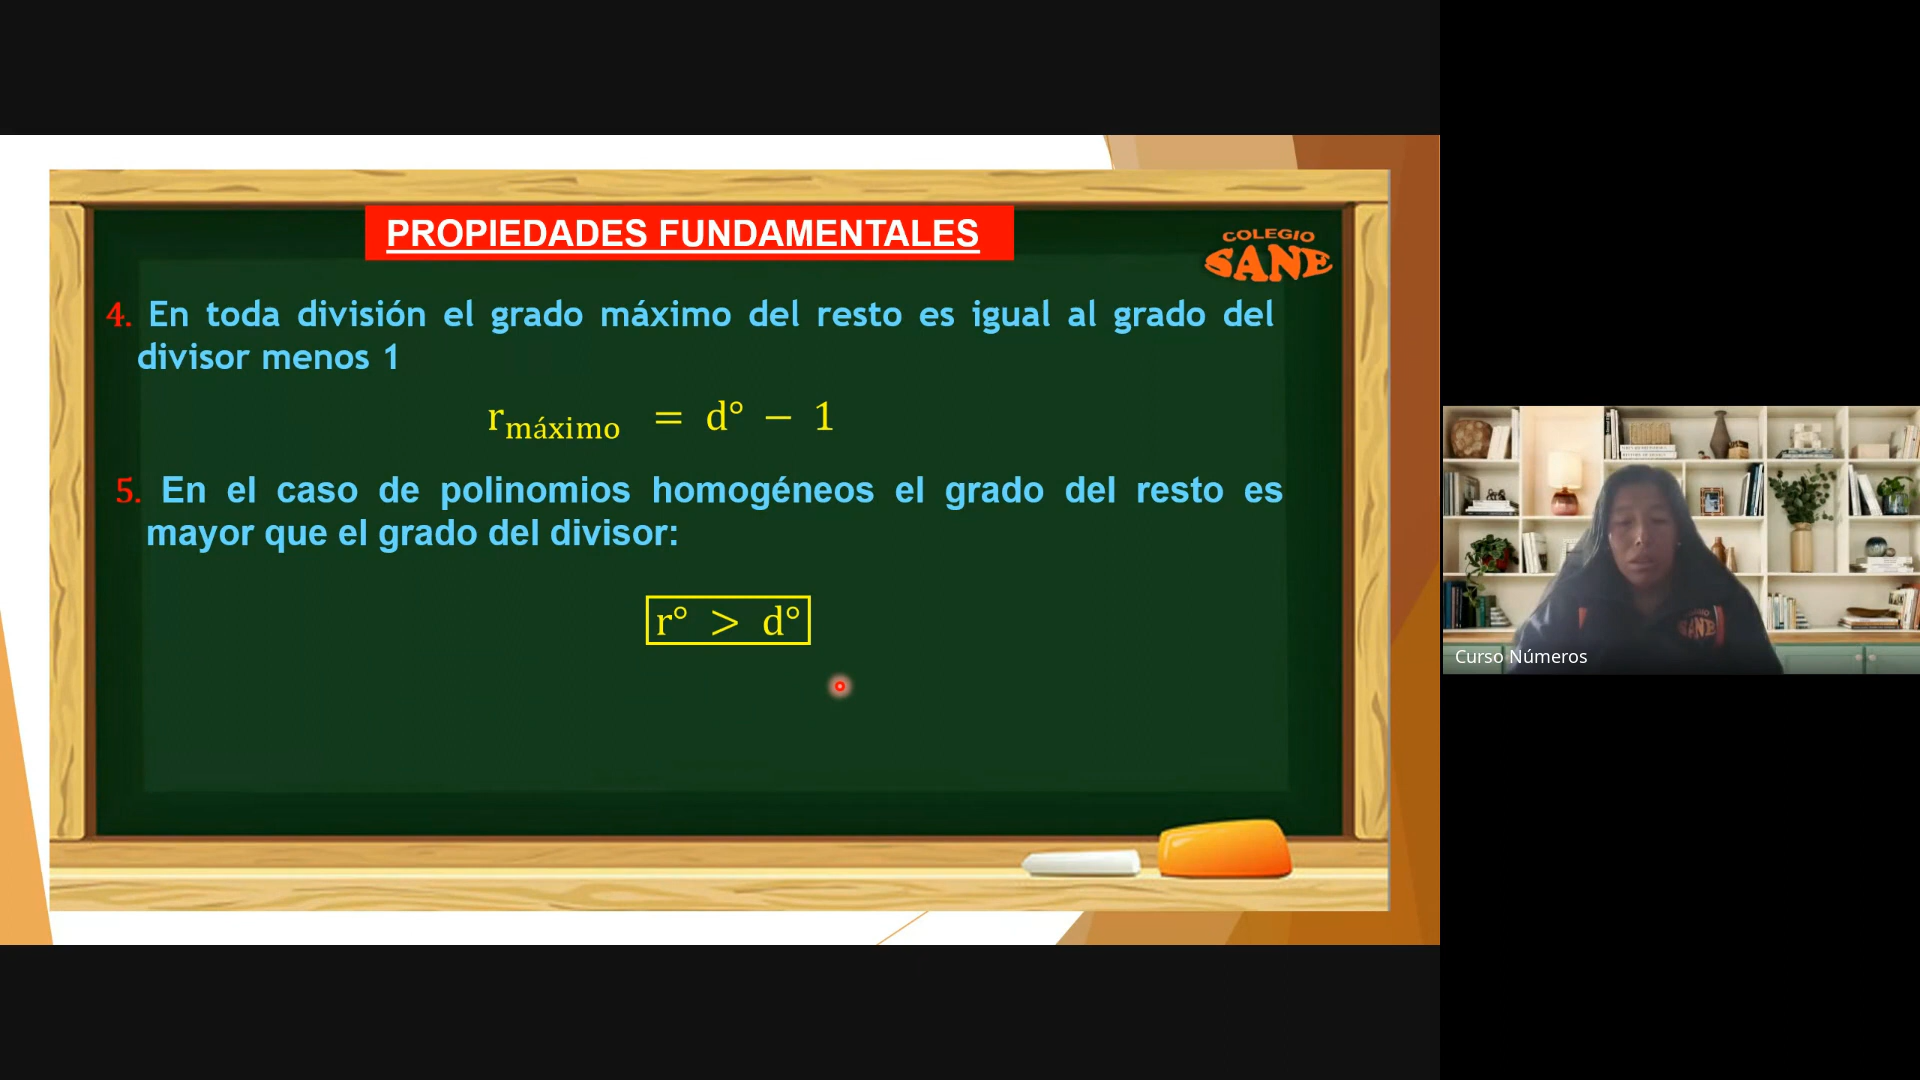 PROPIEDADES FUNDAMENTALES
COLEGIO
SANE
4. En toda división el grado máximo del resto es igual al grado del
divisor menos 1
r máximo = d° − 1
5. En el caso de polinomios homogéneos el grado del resto es
mayor que el grado del divisor:
r° > d°
Curso Números